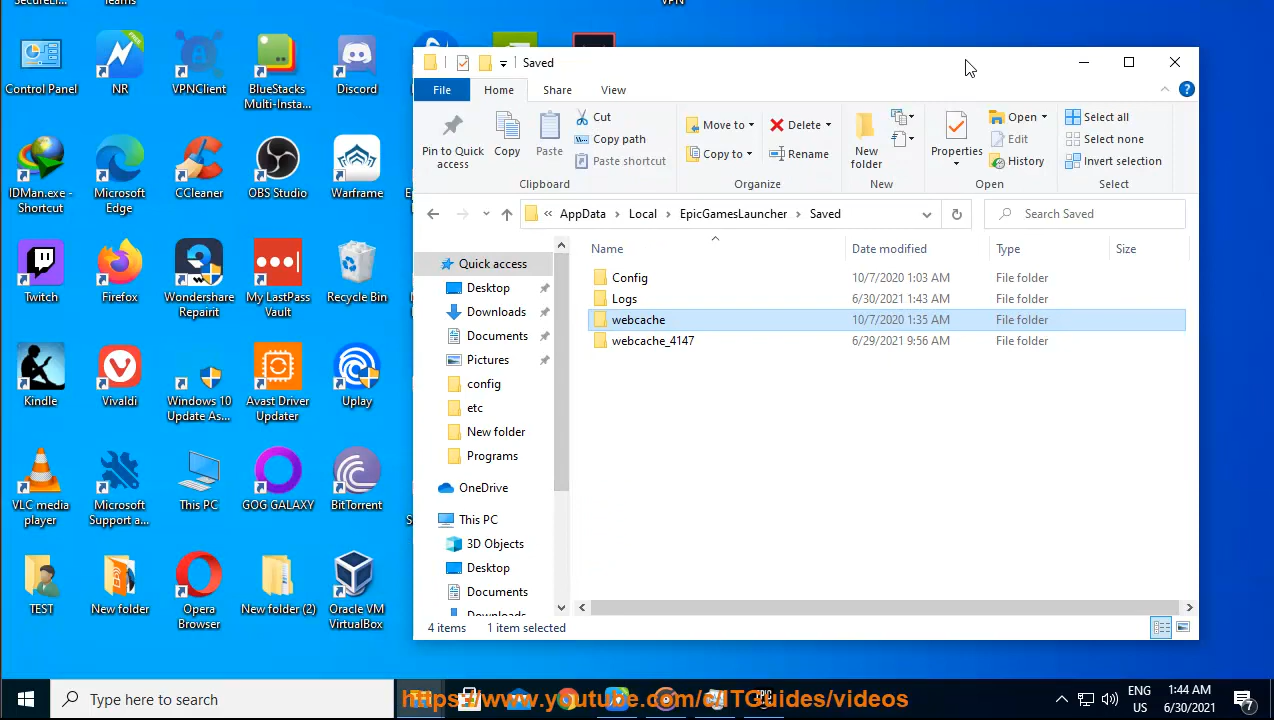 Teams
VPN
Control Panel
NR
VPNClient
BlueStacks
Multi-Insta...
Discord
IDMan.exe -
Shortcut
Microsoft
Edge
CCleaner
OBS Studio
Warframe
Twitch
Firefox
Wondershare
Repairit
My LastPass
Vault
Recycle Bin
Kindle
Vivaldi
Windows 10
Update As...
Avast Driver
Updater
Uplay
VLC media
player
Microsoft
Support a...
This PC
GOG GALAXY
BitTorrent
TEST
New folder
Opera
Browser
New folder (2)
Oracle VM
VirtualBox
Saved
File
Home
Share
View
Pin to Quick
access
Copy
Paste
Cut
Copy path
Paste shortcut
Clipboard
Move to
Copy to
Delete
Rename
Organize
New
folder
New
Properties
Open
Edit
History
Open
Select all
Select none
Invert selection
Select
« AppData > Local > EpicGamesLauncher > Saved
Search Saved
Name Date modified Type Size
Config 10/7/2020 1:03 AM File folder
Logs 6/30/2021 1:43 AM File folder
webcache 10/7/2020 1:35 AM File folder
webcache_4147 6/29/2021 9:56 AM File folder
Quick access
Desktop
Downloads
Documents
Pictures
config
etc
New folder
Programs
OneDrive
This PC
3D Objects
Desktop
Documents
Downloads
4 items 1 item selected
Type here to search
https://www.youtube.com/c/ITGuides/videos
ENG
US
1:44 AM
6/30/2021
7